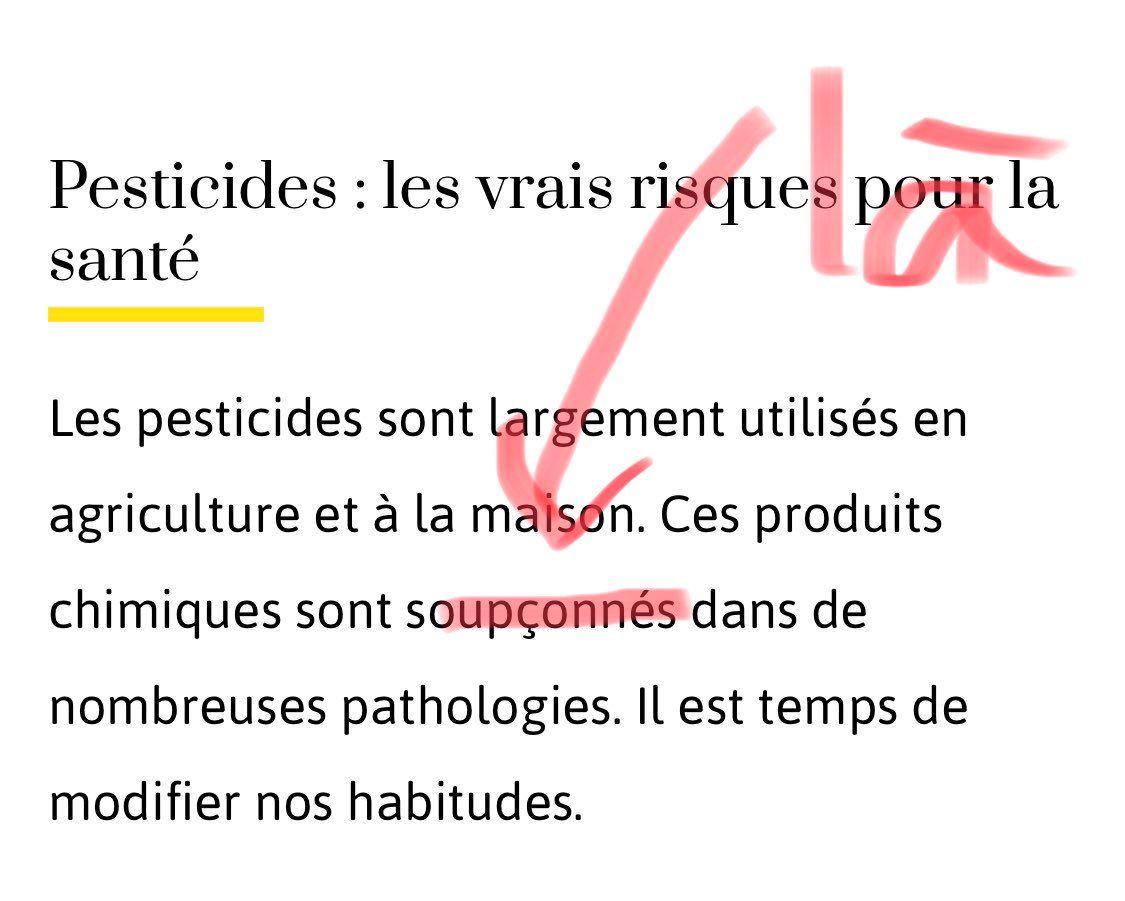 là
Pesticides : les vrais risques pour la
santé
Les pesticides sont largement utilisés en
agriculture et à la maison. Ces produits
chimiques sont soupçonnés dans de
nombreuses pathologies. Il est temps de
modifier nos habitudes.